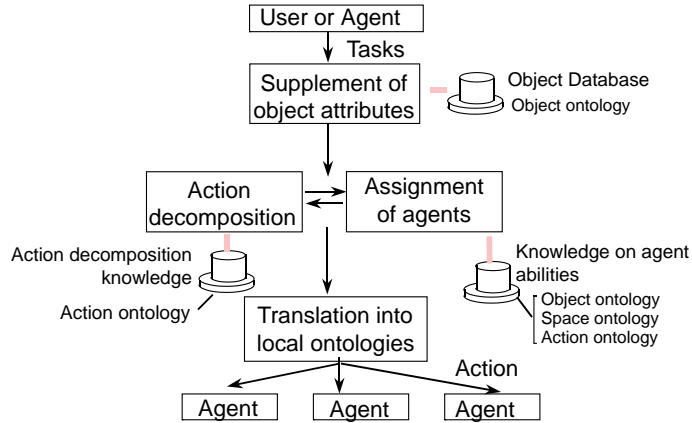 User or Agent
Tasks
Supplement of
object attributes
Object Database
Object ontology
Action
decomposition
Assignment
of agents
Action decomposition
knowledge
Action ontology
Knowledge on agent
abilities
Object ontology
Space ontology
Action ontology
Translation into
local ontologies
Action
Agent
Agent
Agent